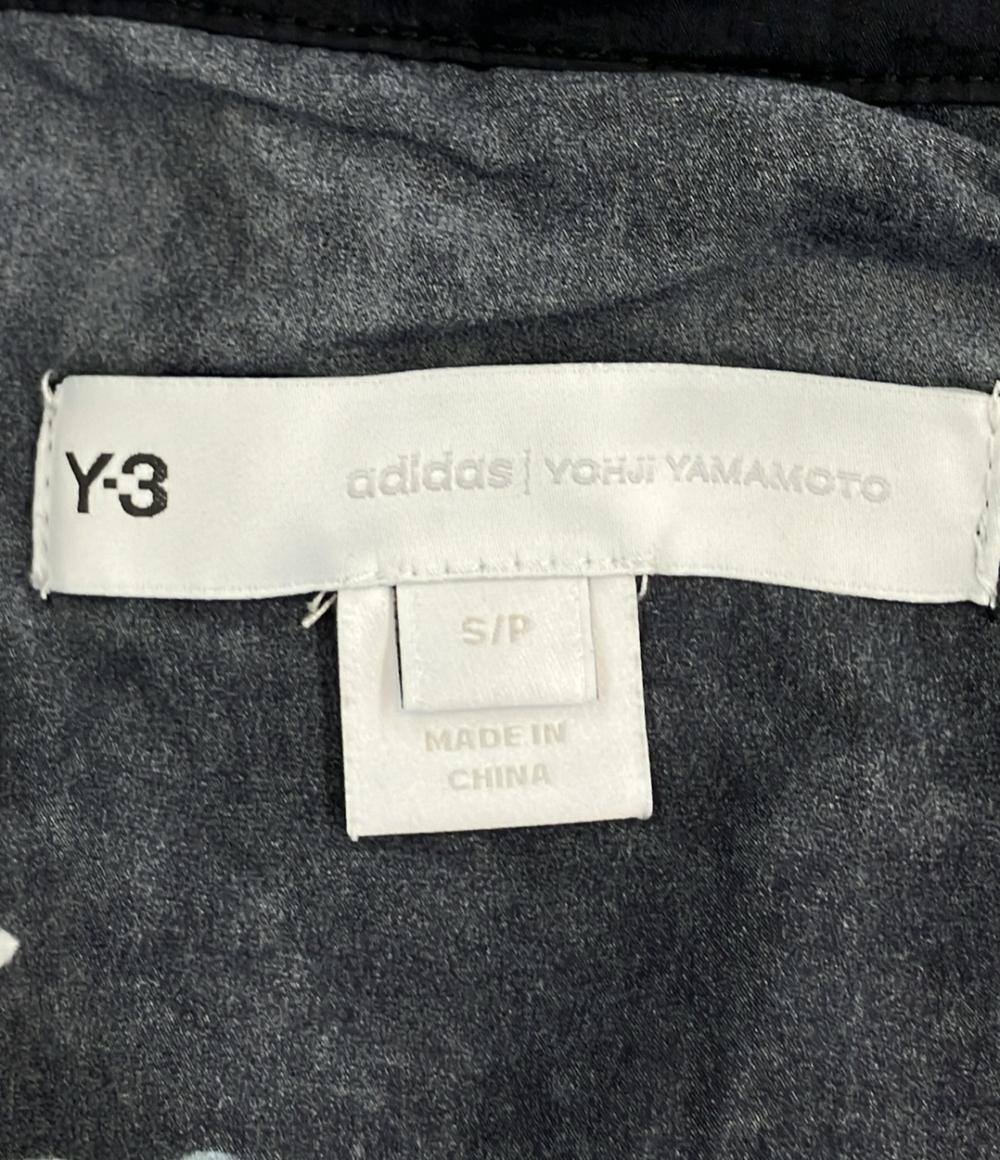 Y-3 adidas | YOHJI YAMAMOTO
S/P
MADE IN
CHINA